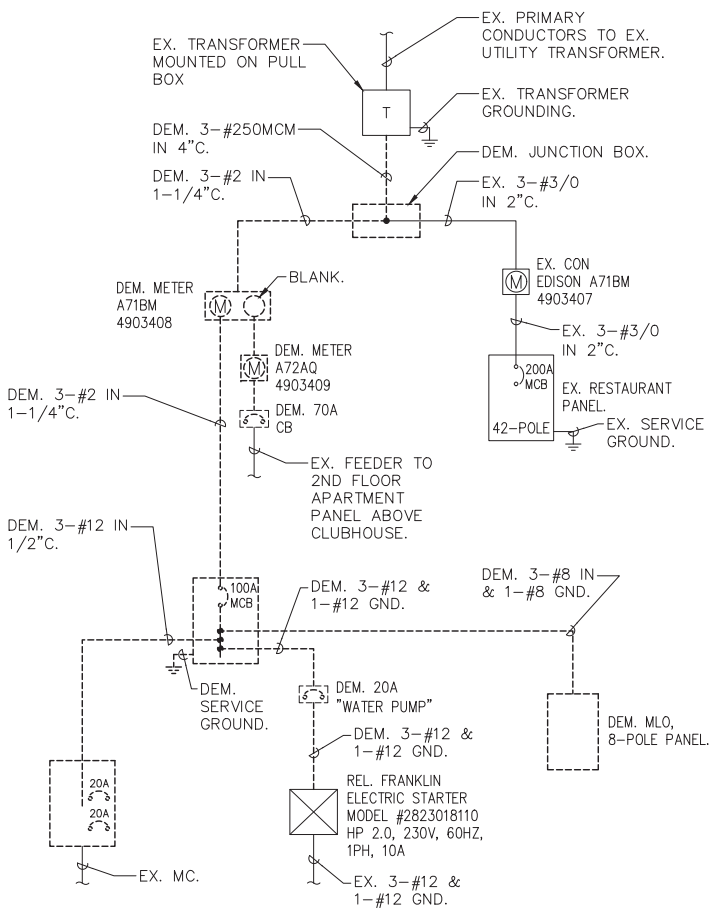 EX. PRIMARY
CONDUCTORS TO EX.
UTILITY TRANSFORMER.
EX. TRANSFORMER
MOUNTED ON PULL
BOX
T
EX. TRANSFORMER
GROUNDING.
DEM. 3-#250MCM
IN 4"C.
DEM. JUNCTION BOX.
DEM. 3-#2 IN
1-1/4"C.
EX. 3-#3/0
IN 2"C.
BLANK.
DEM. METER
A71BM
4903408
M
EX. CON
EDISON A71BM
4903407
M
DEM. METER
A72AQ
4903409
M
EX. 3-#3/0
IN 2"C.
200A
MCB
EX. RESTAURANT
PANEL.
42-POLE
EX. SERVICE
GROUND.
DEM. 3-#2 IN
1-1/4"C.
DEM. 70A
CB
EX. FEEDER TO
2ND FLOOR
APARTMENT
PANEL ABOVE
CLUBHOUSE.
DEM. 3-#12 IN
1/2"C.
100A
MCB
DEM. 3-#12 &
1-#12 GND.
DEM. 3-#8 IN
& 1-#8 GND.
DEM.
SERVICE
GROUND.
DEM. 20A
"WATER PUMP"
DEM. 3-#12 &
1-#12 GND.
DEM. MLO,
8-POLE PANEL.
20A
20A
REL. FRANKLIN
ELECTRIC STARTER
MODEL #2823018110
HP 2.0, 230V, 60HZ,
1PH, 10A
EX. MC.
EX. 3-#12 &
1-#12 GND.